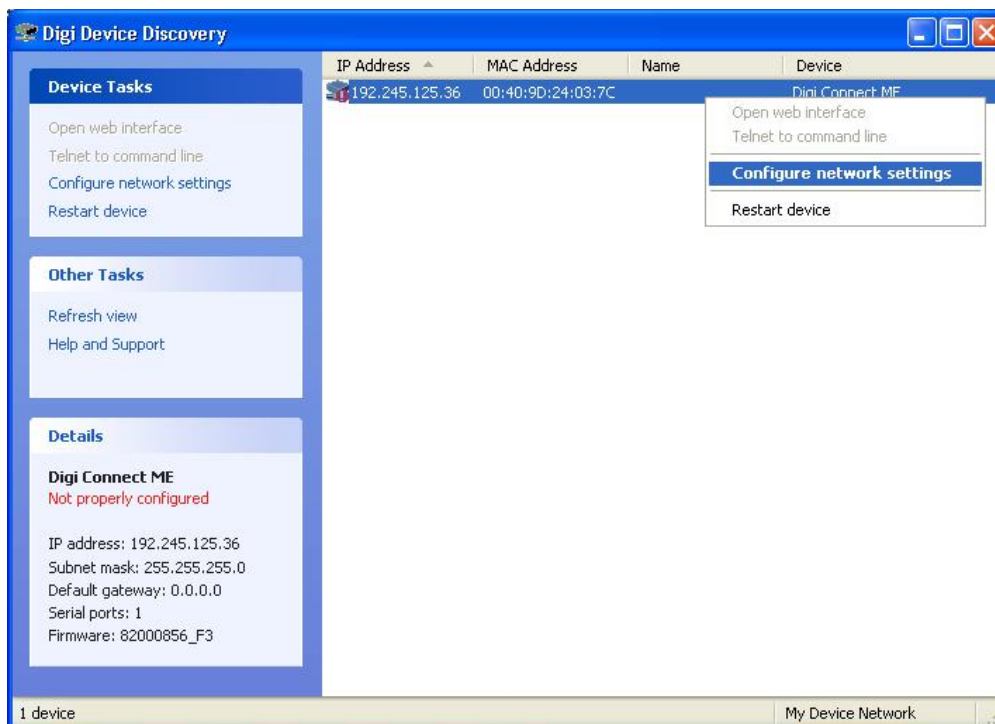 Digi Device Discovery
Device Tasks
Open web interface
Telnet to command line
Configure network settings
Restart device
Other Tasks
Refresh view
Help and Support
Details
Digi Connect ME
Not properly configured
IP address: 192.245.125.36
Subnet mask: 255.255.255.0
Default gateway: 0.0.0.0
Serial ports: 1
Firmware: 82000856_F3
IP Address MAC Address Name Device
192.245.125.36 00:40:9D:24:03:7C Digi Connect ME
Open web interface
Telnet to command line
Configure network settings
Restart device
1 device My Device Network